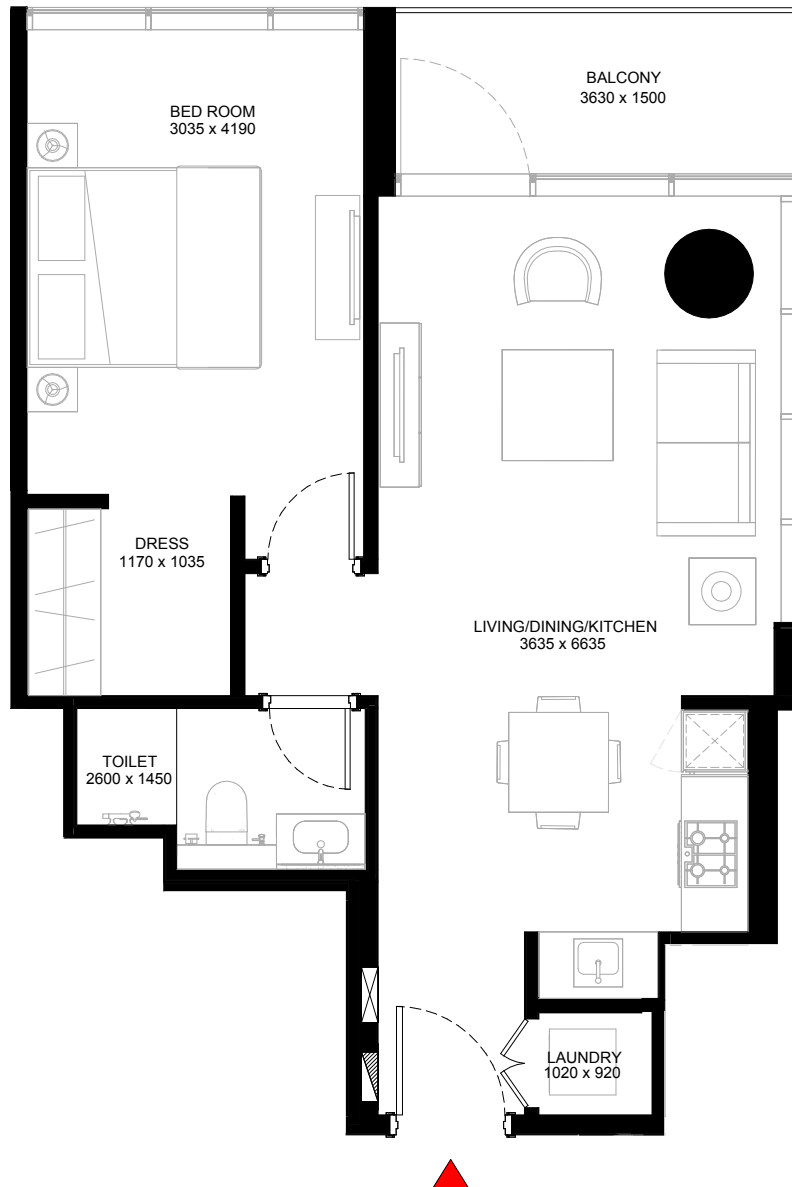 BALCONY
3630 x 1500
BED ROOM
3035 x 4190
DRESS
1170 x 1035
LIVING/DINING/KITCHEN
3635 x 6635
TOILET
2600 x 1450
LAUNDRY
1020 x 920